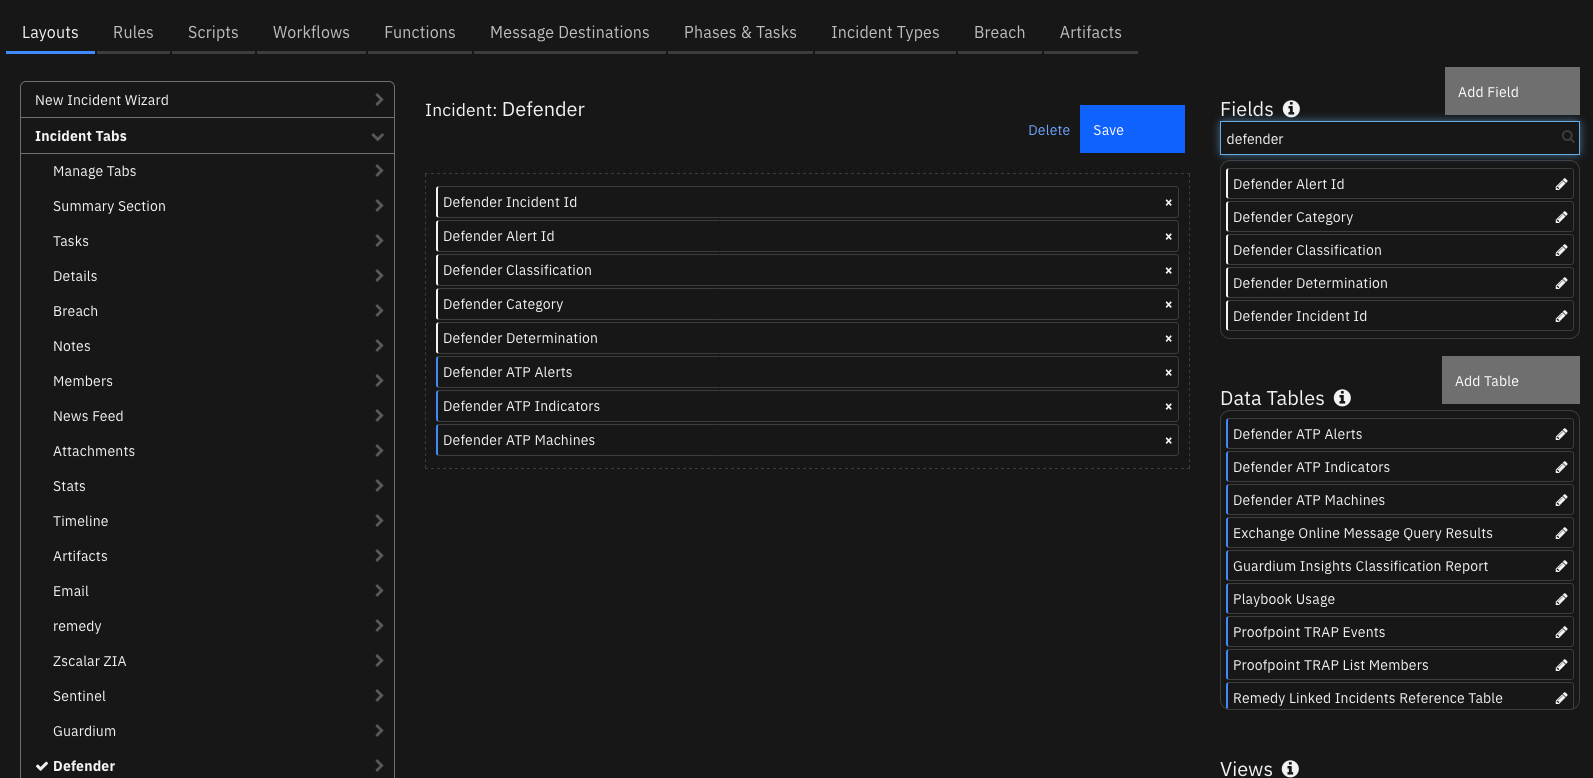 Layouts Rules Scripts Workflows Functions Message Destinations Phases & Tasks Incident Types Breach Artifacts
New Incident Wizard
Incident Tabs
Manage Tabs
Summary Section
Tasks
Details
Breach
Notes
Members
News Feed
Attachments
Stats
Timeline
Artifacts
Email
remedy
Zscalar ZIA
Sentinel
Guardium
Defender
Incident: Defender
Delete Save
Defender Incident Id
Defender Alert Id
Defender Classification
Defender Category
Defender Determination
Defender ATP Alerts
Defender ATP Indicators
Defender ATP Machines
Add Field
Fields
defender
Defender Alert Id
Defender Category
Defender Classification
Defender Determination
Defender Incident Id
Add Table
Data Tables
Defender ATP Alerts
Defender ATP Indicators
Defender ATP Machines
Exchange Online Message Query Results
Guardium Insights Classification Report
Playbook Usage
Proofpoint TRAP Events
Proofpoint TRAP List Members
Remedy Linked Incidents Reference Table
Views